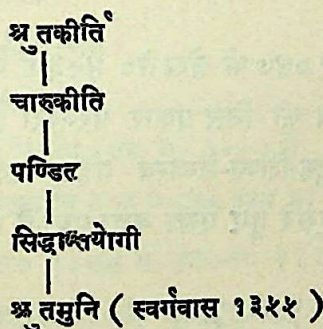 श्रुतकीर्ति
चारुकीर्ति
पण्डित
सिद्धान्तयोगी
श्रुतमुनि ( स्वर्गवास १३५५ )